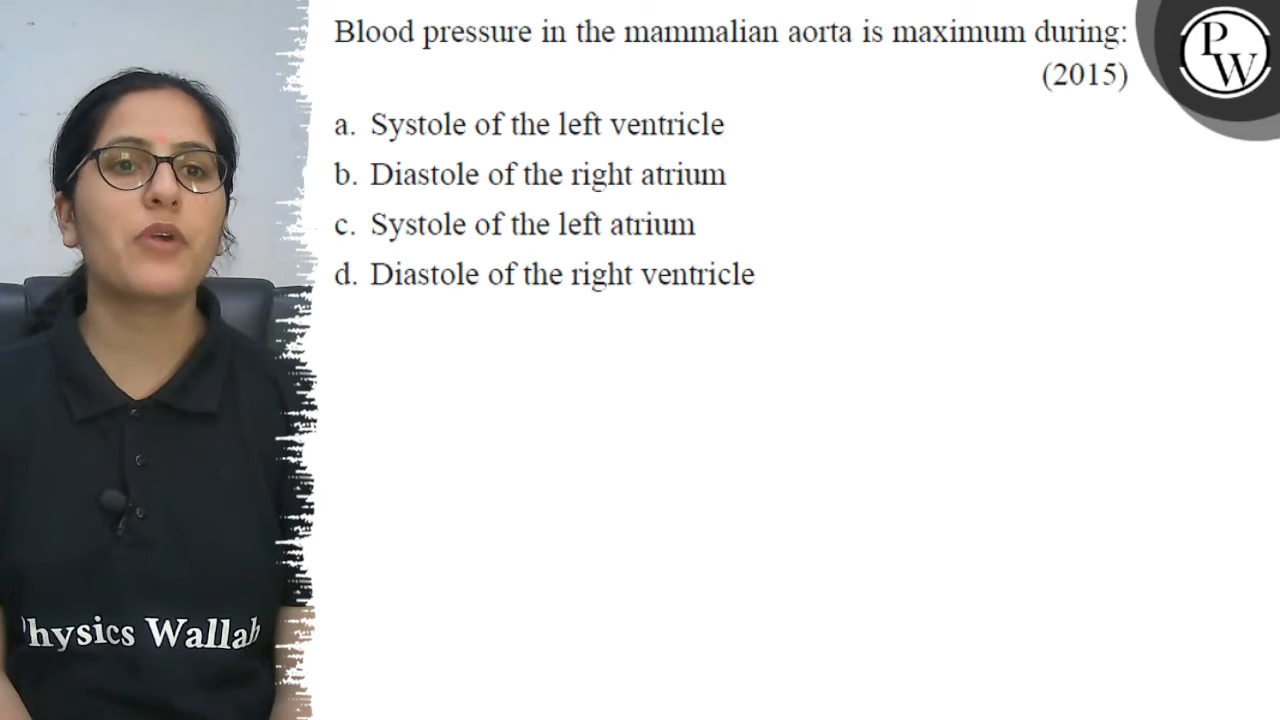 Blood pressure in the mammalian aorta is maximum during:
(2015)
a. Systole of the left ventricle
b. Diastole of the right atrium
c. Systole of the left atrium
d. Diastole of the right ventricle
P
W
Physics Wallah